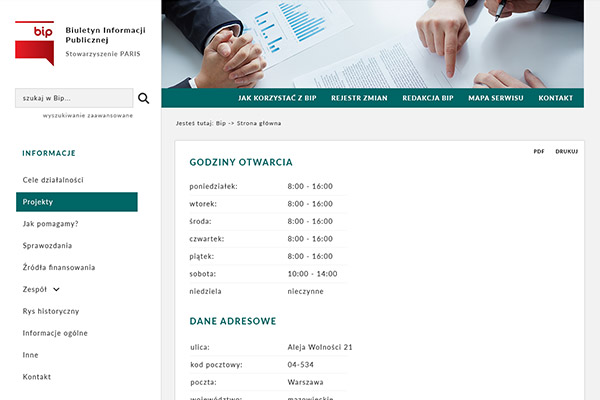 bip
Biuletyn Informacji
Publicznej
Stowarzyszenie PARIS
szukaj w Bip...
wyszukiwanie zaawansowane
INFORMACJE
Cele działalności
Projekty
Jak pomagamy?
Sprawozdania
Źródła finansowania
Zespół
Rys historyczny
Informacje ogólne
Inne
Kontakt
JAK KORZYSTAĆ Z BIP REJESTR ZMIAN REDAKCJA BIP MAPA SERWISU KONTAKT
Jesteś tutaj: Bip -> Strona główna
PDF DRUKUJ
GODZINY OTWARCIA
poniedziałek: 8:00 - 16:00
wtorek: 8:00 - 16:00
środa: 8:00 - 16:00
czwartek: 8:00 - 16:00
piątek: 8:00 - 16:00
sobota: 10:00 - 14:00
niedziela nieczynne
DANE ADRESOWE
ulica: Aleja Wolności 21
kod pocztowy: 04-534
poczta: Warszawa
województwo: mazowieckie